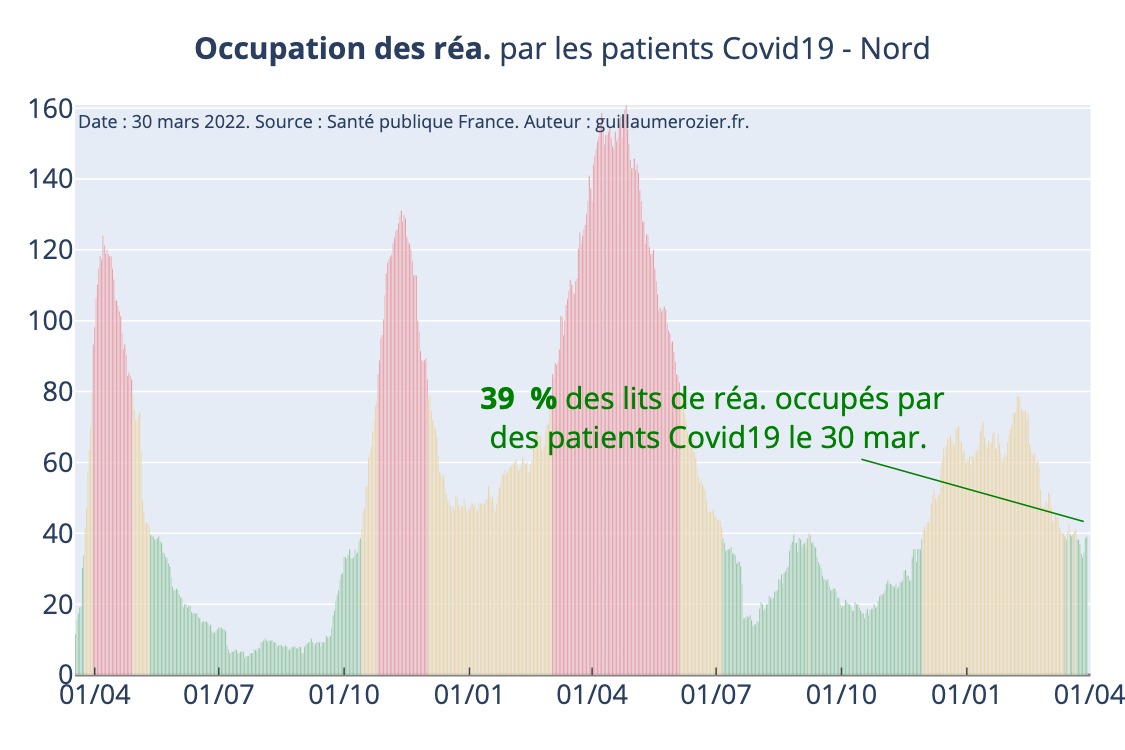 Occupation des réa. par les patients Covid19 - Nord
160
Date : 30 mars 2022. Source : Santé publique France. Auteur : guillaumerozier.fr.
140
120
100
80
39 % des lits de réa. occupés par
des patients Covid19 le 30 mar.
60
40
20
0
01/04 01/07 01/10 01/01 01/04 01/07 01/10 01/01 01/04